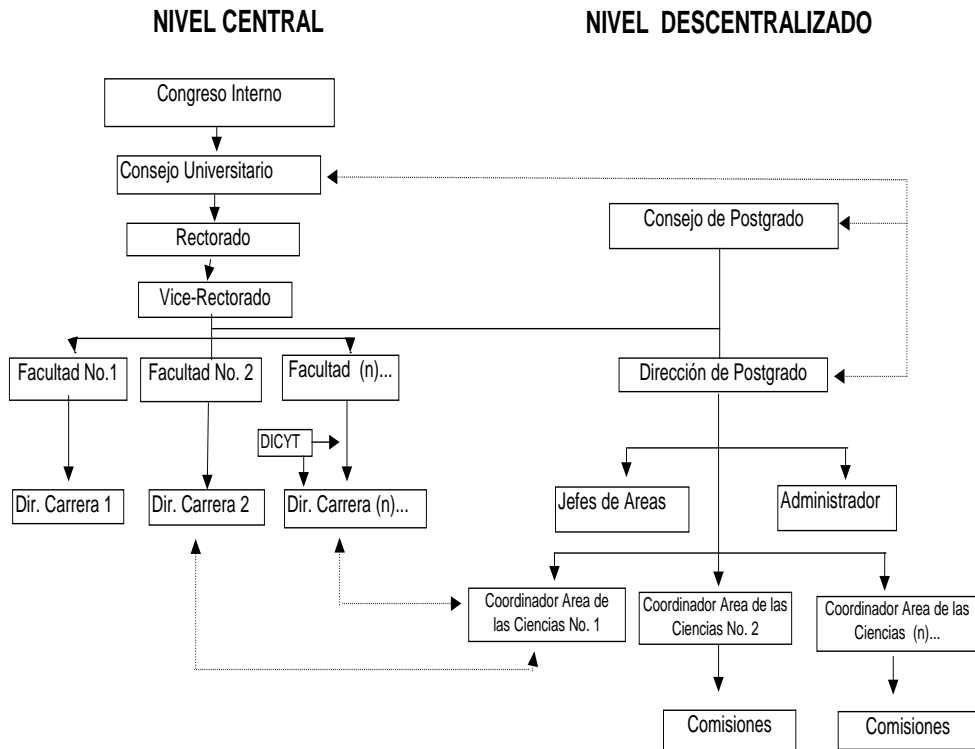 NIVEL CENTRAL
NIVEL DESCENTRALIZADO
Congreso Interno
Consejo Universitario
Rectorado
Vice-Rectorado
Consejo de Postgrado
Facultad No.1
Facultad No. 2
Facultad (n)...
Dirección de Postgrado
DICYT
Dir. Carrera 1
Dir. Carrera 2
Dir. Carrera (n)...
Jefes de Areas
Administrador
Coordinador Area de
las Ciencias No. 1
Coordinador Area de las
Ciencias No. 2
Coordinador Area de las
Ciencias (n)...
Comisiones
Comisiones